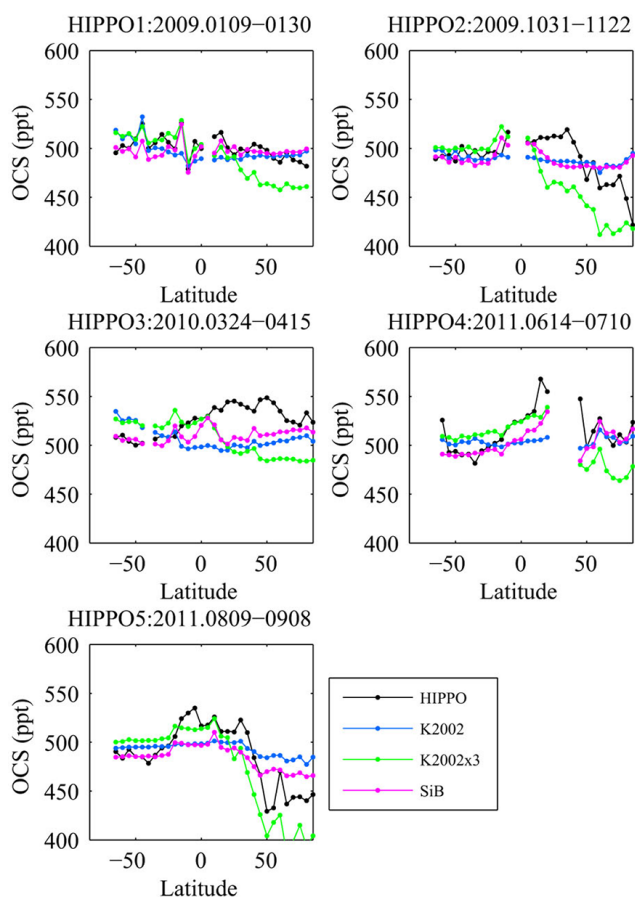 HIPPO1:2009.0109−0130
HIPPO2:2009.1031−1122
600
550
500
450
400
OCS (ppt)
−50
0
50
Latitude
600
550
500
450
400
OCS (ppt)
−50
0
50
Latitude
HIPPO3:2010.0324−0415
HIPPO4:2011.0614−0710
600
550
500
450
400
OCS (ppt)
−50
0
50
Latitude
600
550
500
450
400
OCS (ppt)
−50
0
50
Latitude
HIPPO5:2011.0809−0908
600
550
500
450
400
OCS (ppt)
−50
0
50
Latitude
HIPPO
K2002
K2002x3
SiB